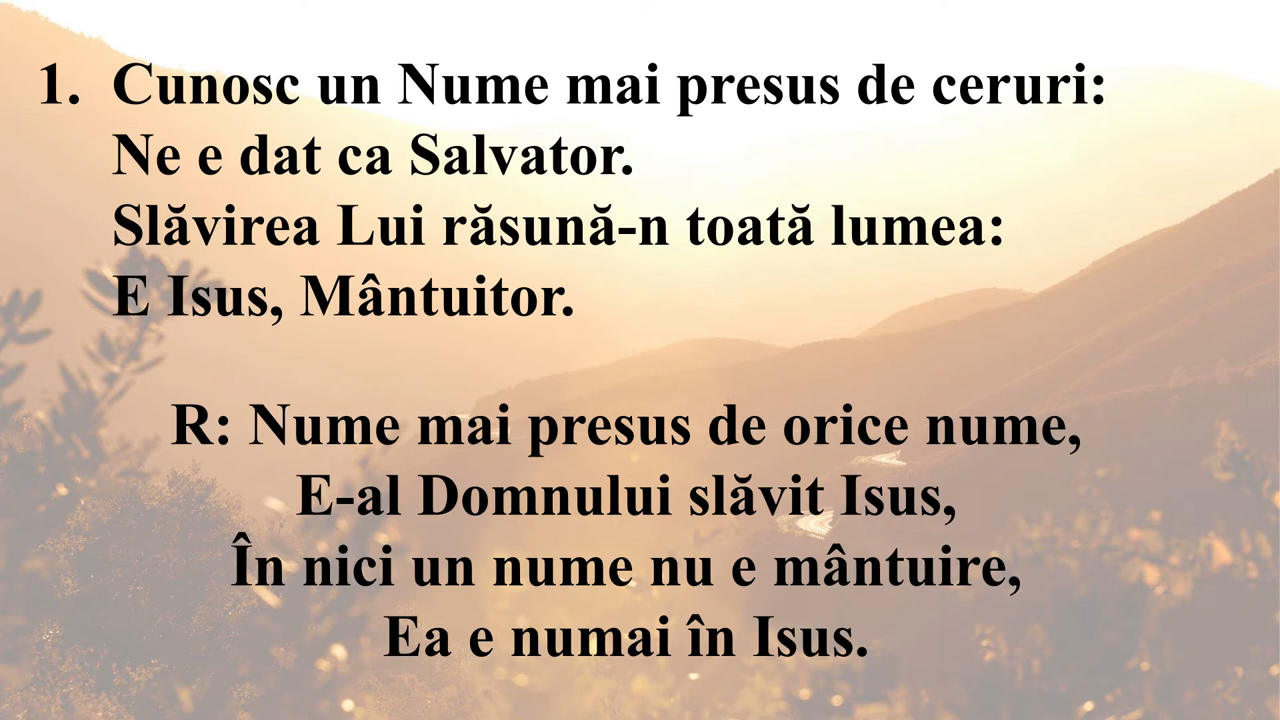 1. Cunosc un Nume mai presus de ceruri:
Ne e dat ca Salvator.
Slăvirea Lui răsună-n toată lumea:
E Isus, Mântuitor.
R: Nume mai presus de orice nume,
E-al Domnului slăvit Isus,
În nici un nume nu e mântuire,
Ea e numai în Isus.